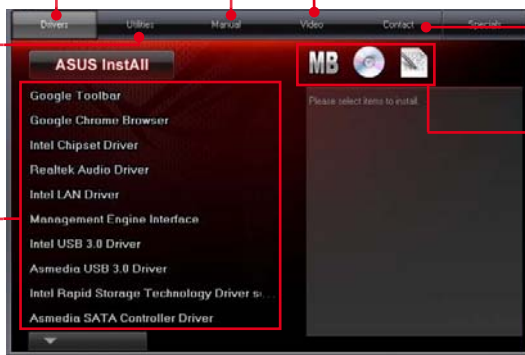 Drivers Utilities Manual Video Contact Specials
ASUS InstAll
MB
Please select items to install.
Google Toolbar
Google Chrome Browser
Intel Chipset Driver
Realtek Audio Driver
Intel LAN Driver
Management Engine Interface
Intel USB 3.0 Driver
Asmedia USB 3.0 Driver
Intel Rapid Storage Technology Driver s...
Asmedia SATA Controller Driver